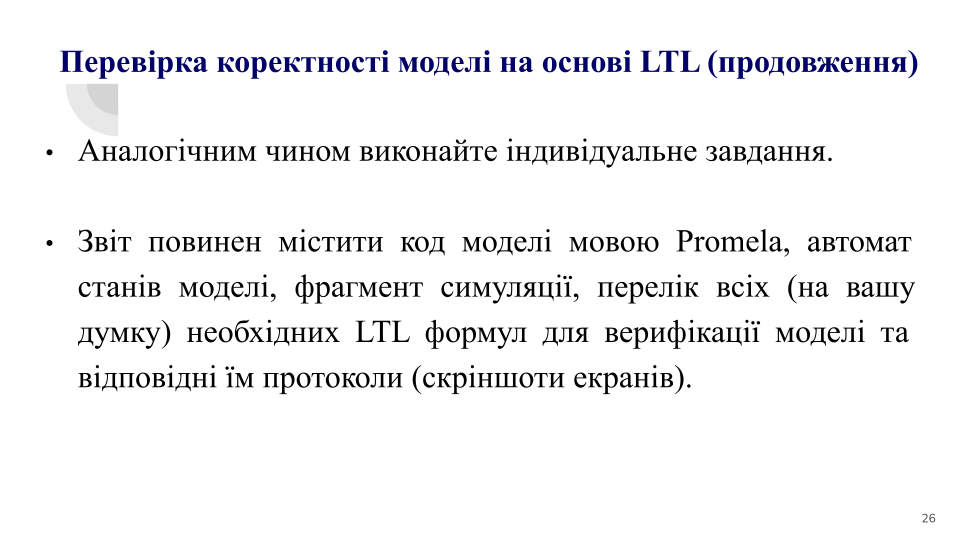 Перевірка коректності моделі на основі LTL (продовження)
• Аналогічним чином виконайте індивідуальне завдання.
• Звіт повинен містити код моделі мовою Promela, автомат
станів моделі, фрагмент симуляції, перелік всіх (на вашу
думку) необхідних LTL формул для верифікації моделі та
відповідні їм протоколи (скріншоти екранів).
26